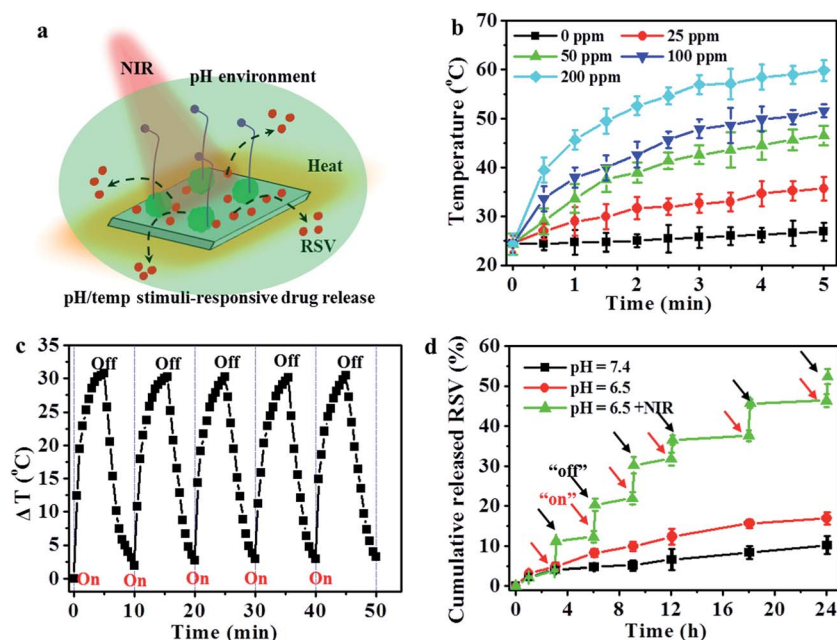 a
NIR
pH environment
Heat
RSV
pH/temp stimuli-responsive drug release
b
0 ppm 25 ppm
50 ppm 100 ppm
200 ppm
Temperature (°C)
60
50
40
30
20
0 1 2 3 4 5
Time (min)
c
Off Off Off Off Off
Δ T (°C)
35
30
25
20
15
10
5
0
On On On On On
0 10 20 30 40 50
Time (min)
d
pH = 7.4
pH = 6.5
pH = 6.5 +NIR
"off"
"on"
Cumulative released RSV (%)
60
50
40
30
20
10
0
0 4 8 12 16 20 24
Time (h)